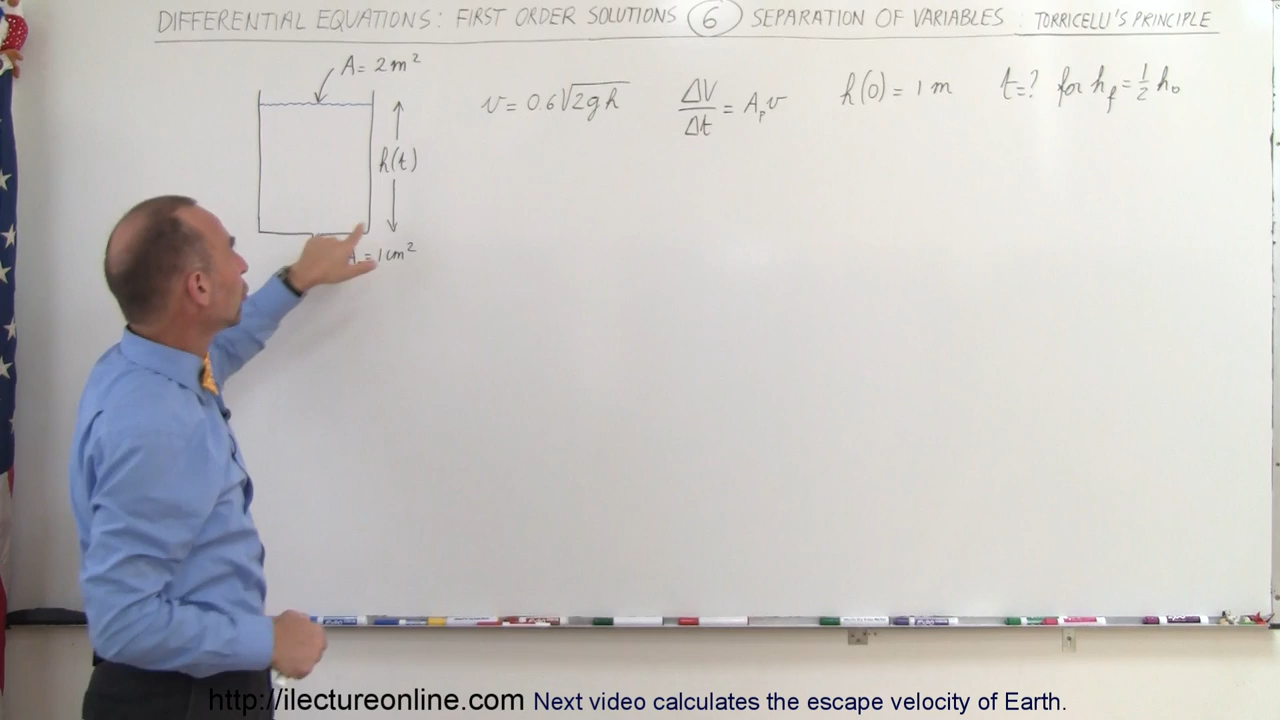 DIFFERENTIAL EQUATIONS: FIRST ORDER SOLUTIONS 6 SEPARATION OF VARIABLES : TORRICELLI'S PRINCIPLE
A = 2m²
v = 0.6√2gh
ΔV/Δt = Aₚv
h(0) = 1 m
t=? for h_f = ½ h₀
h(t)
= 1cm²
http://ilectureonline.com Next video calculates the escape velocity of Earth.